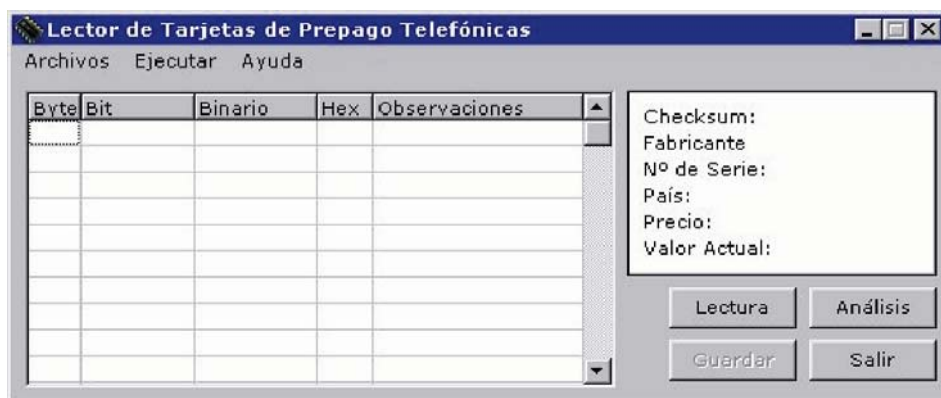 Lector de Tarjetas de Prepago Telefónicas
Archivos Ejecutar Ayuda
Byte Bit Binario Hex Observaciones
Checksum:
Fabricante
Nº de Serie:
País:
Precio:
Valor Actual:
Lectura Análisis
Guardar Salir